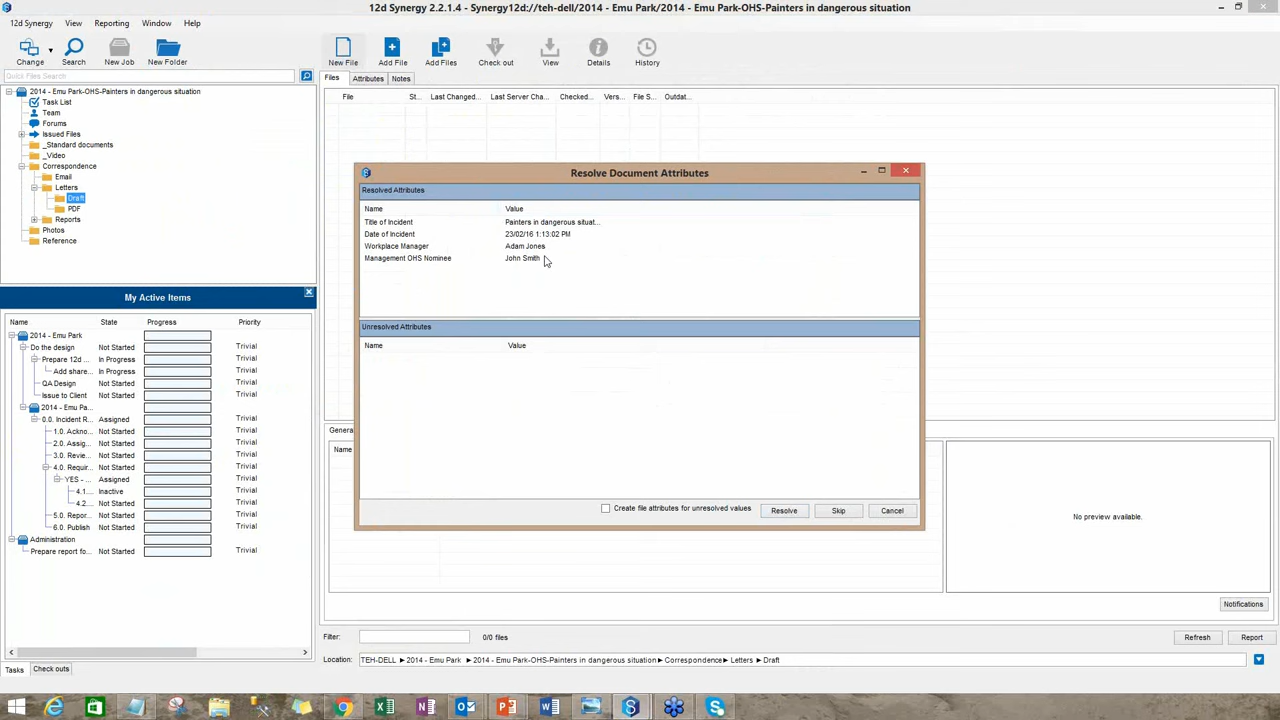 12d Synergy 2.2.1.4 - Synergy12d://teh-dell/2014 - Emu Park/2014 - Emu Park-OHS-Painters in dangerous situation
12d Synergy View Reporting Window Help
Change Search New Job New Folder New File Add File Add Files Check out View Details History
Quick Files Search
Files Attributes Notes
File St... Last Changed... Last Server Cha... Checked... Vers... File S... Outdat...
2014 - Emu Park-OHS-Painters in dangerous situation
Task List
Team
Forums
Issued Files
_Standard documents
_Video
Correspondence
Email
Letters
Draft
PDF
Reports
Photos
Reference
Resolve Document Attributes
Resolved Attributes
Name Value
Title of Incident Painters in dangerous situat...
Date of Incident 23/02/16 1:13:02 PM
Workplace Manager Adam Jones
Management OHS Nominee John Smith
Unresolved Attributes
Name Value
Create file attributes for unresolved values Resolve Skip Cancel
My Active Items
Name State Progress Priority
2014 - Emu Park
Do the design Not Started Trivial
Prepare 12d ... In Progress Trivial
Add share... In Progress Trivial
QA Design Not Started Trivial
Issue to Client Not Started Trivial
2014 - Emu Pa...
0.0. Incident R... Assigned Trivial
1.0. Ackno... Not Started Trivial
2.0. Assig... Not Started Trivial
3.0. Revie... Not Started Trivial
4.0. Requir... Not Started Trivial
YES - ... Assigned Trivial
4.1.... Inactive Trivial
4.2... Not Started Trivial
5.0. Repor... Not Started Trivial
6.0. Publish Not Started Trivial
Administration
Prepare report fo... Not Started Trivial
Tasks Check outs
Genera
Name
No preview available.
Notifications
Filter: 0/0 files Refresh Report
Location: TEH-DELL ►2014 - Emu Park ►2014 - Emu Park-OHS-Painters in dangerous situation►Correspondence►Letters ►Draft